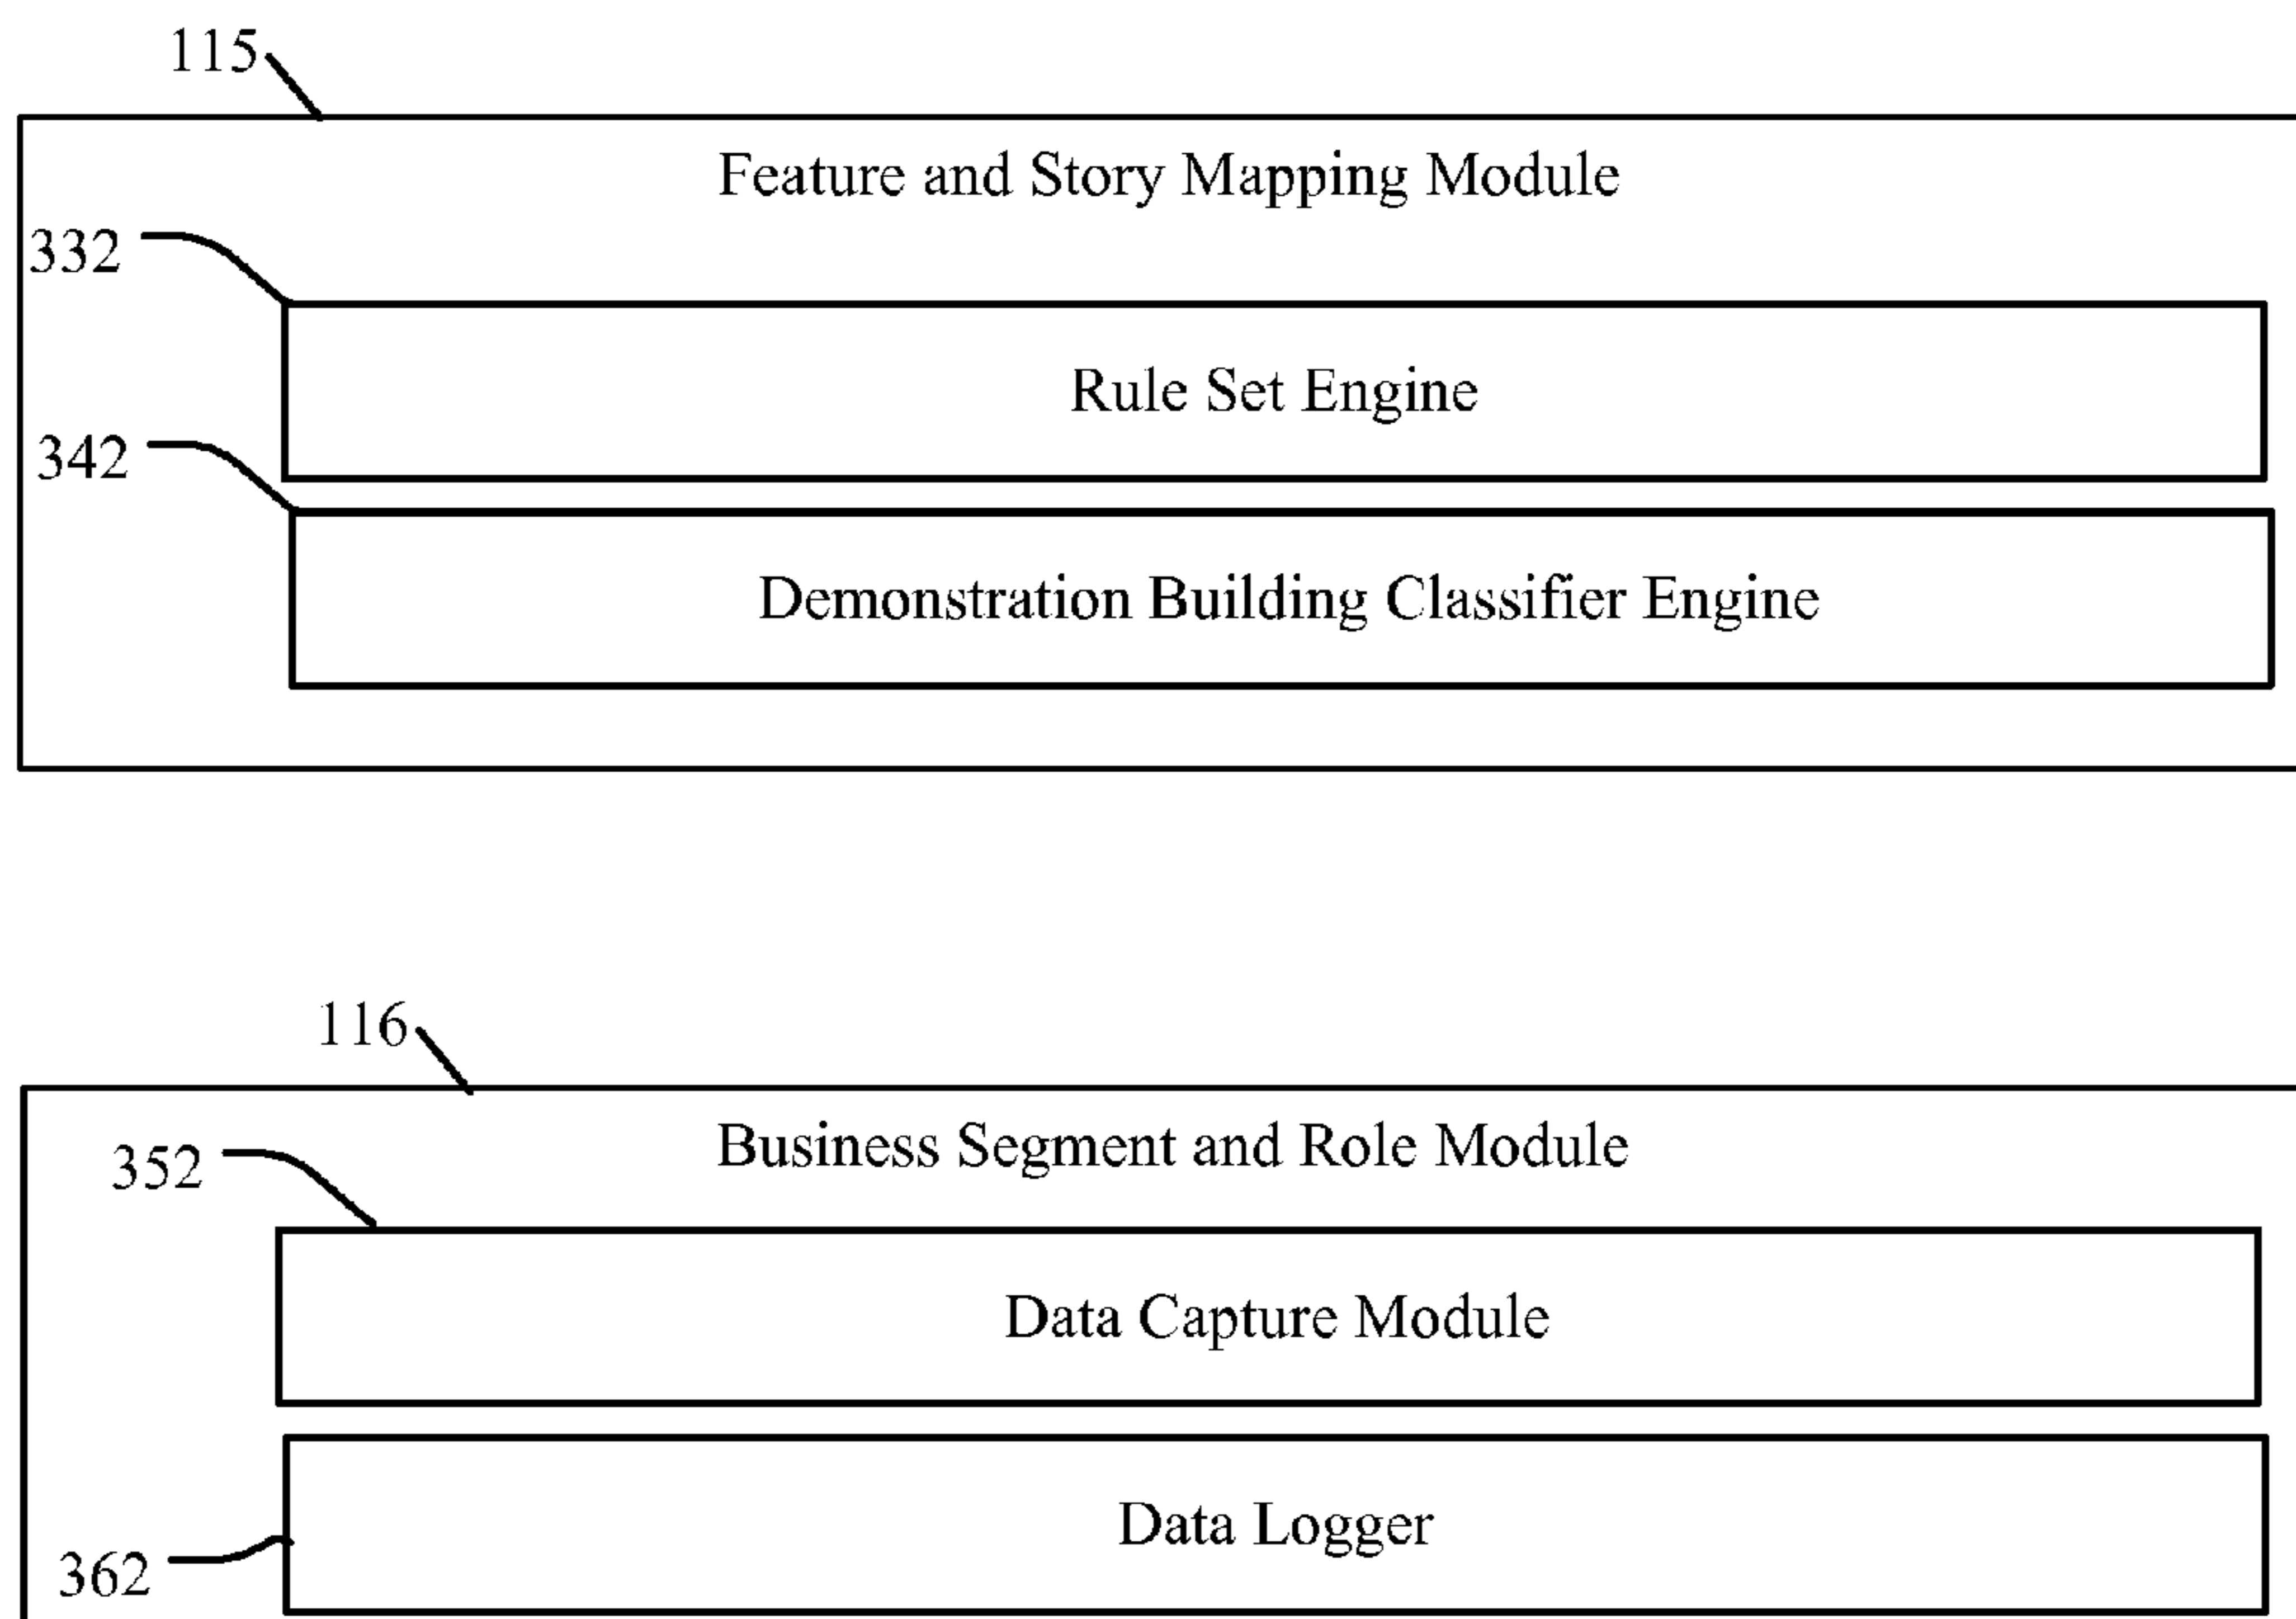 115
Feature and Story Mapping Module
332
Rule Set Engine
342
Demonstration Building Classifier Engine
116
Business Segment and Role Module
352
Data Capture Module
Data Logger
362